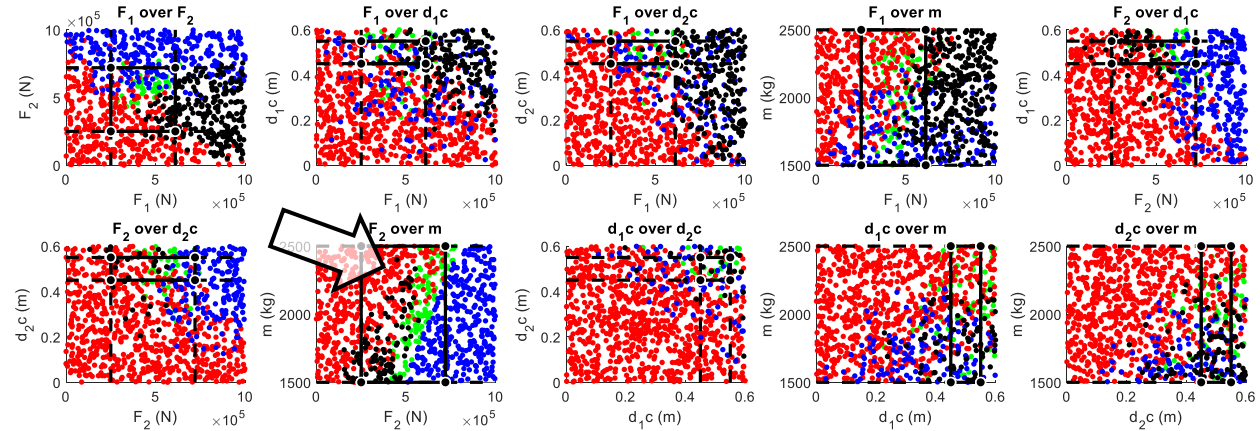 F₁ over F₂
F₁ over d₁c
F₁ over d₂c
F₁ over m
F₂ over d₁c
×10⁵
10
5
0
F₂ (N)
0 5 10
F₁ (N)
×10⁵
0.6
0.4
0.2
0
d₁c (m)
0 5 10
F₁ (N)
×10⁵
0.6
0.4
0.2
0
d₂c (m)
0 5 10
F₁ (N)
×10⁵
2500
2000
1500
m (kg)
0 5 10
F₁ (N)
×10⁵
0.6
0.4
0.2
0
d₁c (m)
0 5 10
F₂ (N)
×10⁵
F₂ over d₂c
F₂ over m
d₁c over d₂c
d₁c over m
d₂c over m
0.6
0.4
0.2
0
d₂c (m)
0 5 10
F₂ (N)
×10⁵
2500
2000
1500
m (kg)
0 5 10
F₂ (N)
×10⁵
0.6
0.4
0.2
0
d₂c (m)
0 0.2 0.4 0.6
d₁c (m)
2500
2000
1500
m (kg)
0 0.2 0.4 0.6
d₁c (m)
2500
2000
1500
m (kg)
0 0.2 0.4 0.6
d₂c (m)